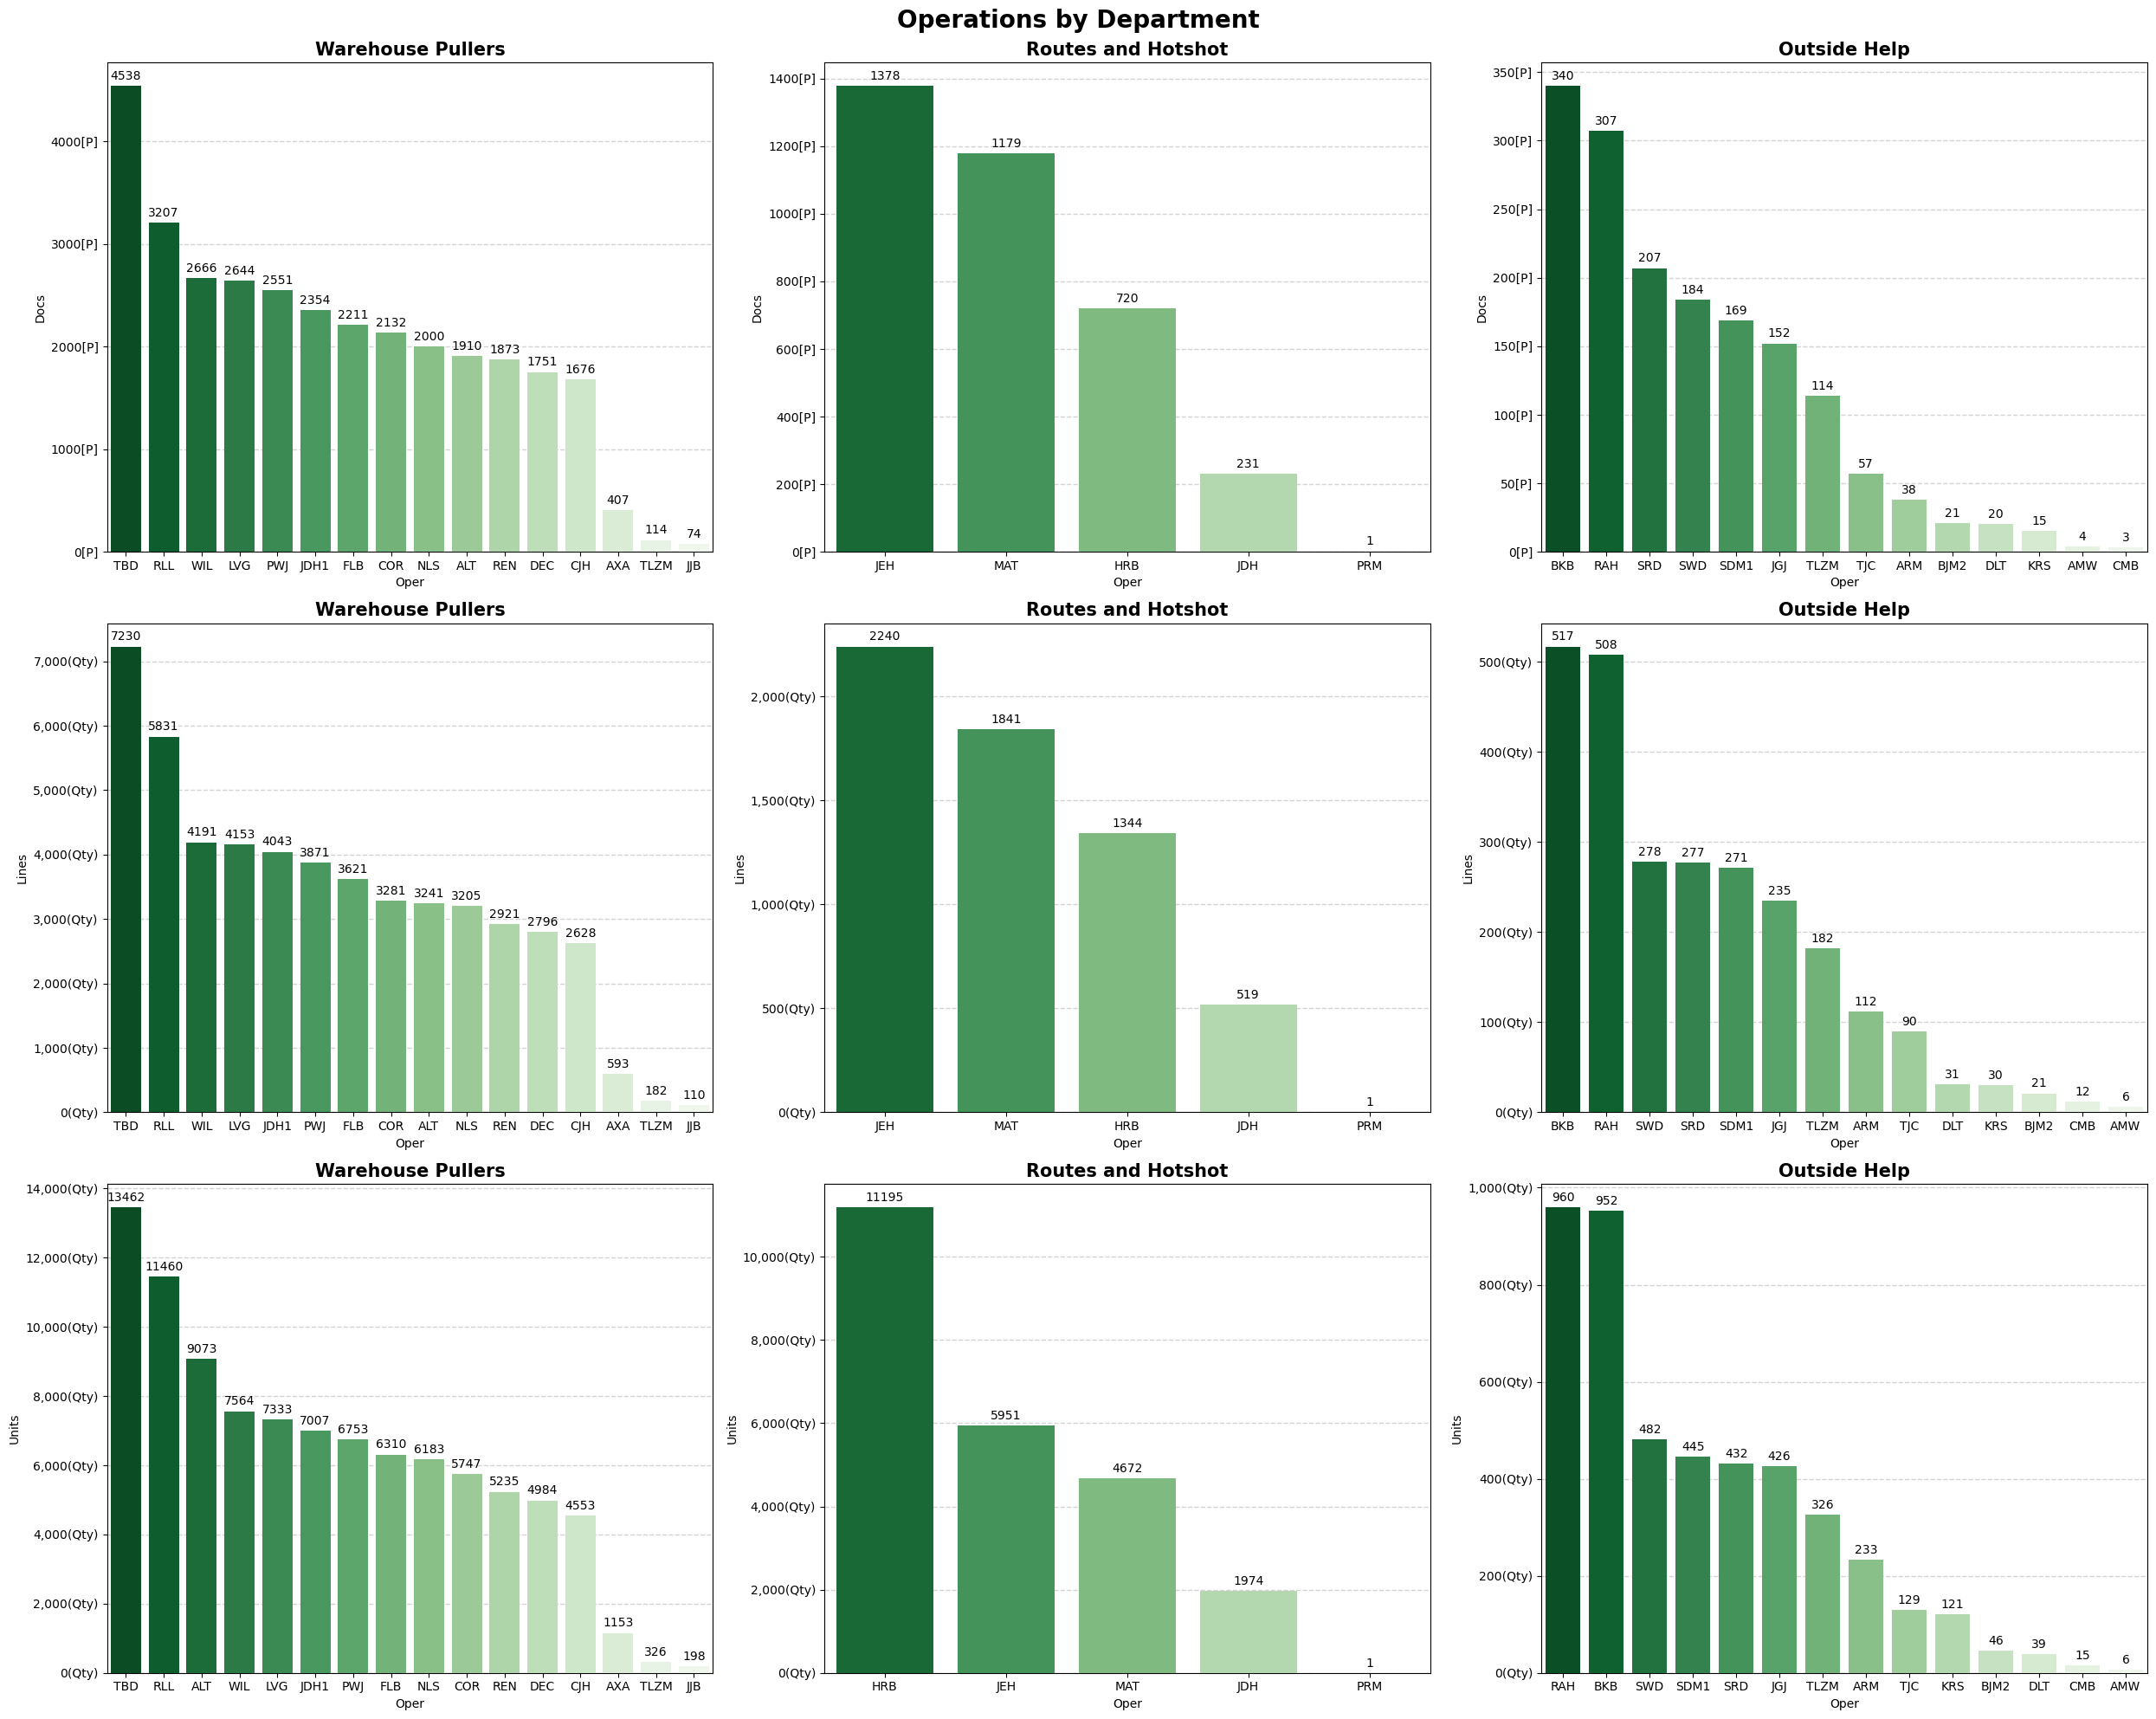 Operations by Department
Warehouse Pullers
Docs
4000[P]
3000[P]
2000[P]
1000[P]
0[P]
4538 3207 2666 2644 2551 2354 2211 2132 2000 1910 1873 1751 1676 407 114 74
TBD RLL WIL LVG PWJ JDH1 FLB COR NLS ALT REN DEC CJH AXA TLZM JJB
Oper
Routes and Hotshot
Docs
1400[P]
1200[P]
1000[P]
800[P]
600[P]
400[P]
200[P]
0[P]
1378 1179 720 231 1
JEH MAT HRB JDH PRM
Oper
Outside Help
Docs
350[P]
300[P]
250[P]
200[P]
150[P]
100[P]
50[P]
0[P]
340 307 207 184 169 152 114 57 38 21 20 15 4 3
BKB RAH SRD SWD SDM1 JGJ TLZM TJC ARM BJM2 DLT KRS AMW CMB
Oper
Warehouse Pullers
Lines
7,000(Qty)
6,000(Qty)
5,000(Qty)
4,000(Qty)
3,000(Qty)
2,000(Qty)
1,000(Qty)
0(Qty)
7230 5831 4191 4153 4043 3871 3621 3281 3241 3205 2921 2796 2628 593 182 110
TBD RLL WIL LVG JDH1 PWJ FLB COR ALT NLS REN DEC CJH AXA TLZM JJB
Oper
Routes and Hotshot
Lines
2,000(Qty)
1,500(Qty)
1,000(Qty)
500(Qty)
0(Qty)
2240 1841 1344 519 1
JEH MAT HRB JDH PRM
Oper
Outside Help
Lines
500(Qty)
400(Qty)
300(Qty)
200(Qty)
100(Qty)
0(Qty)
517 508 278 277 271 235 182 112 90 31 30 21 12 6
BKB RAH SWD SRD SDM1 JGJ TLZM ARM TJC DLT KRS BJM2 CMB AMW
Oper
Warehouse Pullers
Units
14,000(Qty)
12,000(Qty)
10,000(Qty)
8,000(Qty)
6,000(Qty)
4,000(Qty)
2,000(Qty)
0(Qty)
13462 11460 9073 7564 7333 7007 6753 6310 6183 5747 5235 4984 4553 1153 326 198
TBD RLL ALT WIL LVG JDH1 PWJ FLB NLS COR REN DEC CJH AXA TLZM JJB
Oper
Routes and Hotshot
Units
10,000(Qty)
8,000(Qty)
6,000(Qty)
4,000(Qty)
2,000(Qty)
0(Qty)
11195 5951 4672 1974 1
HRB JEH MAT JDH PRM
Oper
Outside Help
Units
1,000(Qty)
800(Qty)
600(Qty)
400(Qty)
200(Qty)
0(Qty)
960 952 482 445 432 426 326 233 129 121 46 39 15 6
RAH BKB SWD SDM1 SRD JGJ TLZM ARM TJC KRS BJM2 DLT CMB AMW
Oper